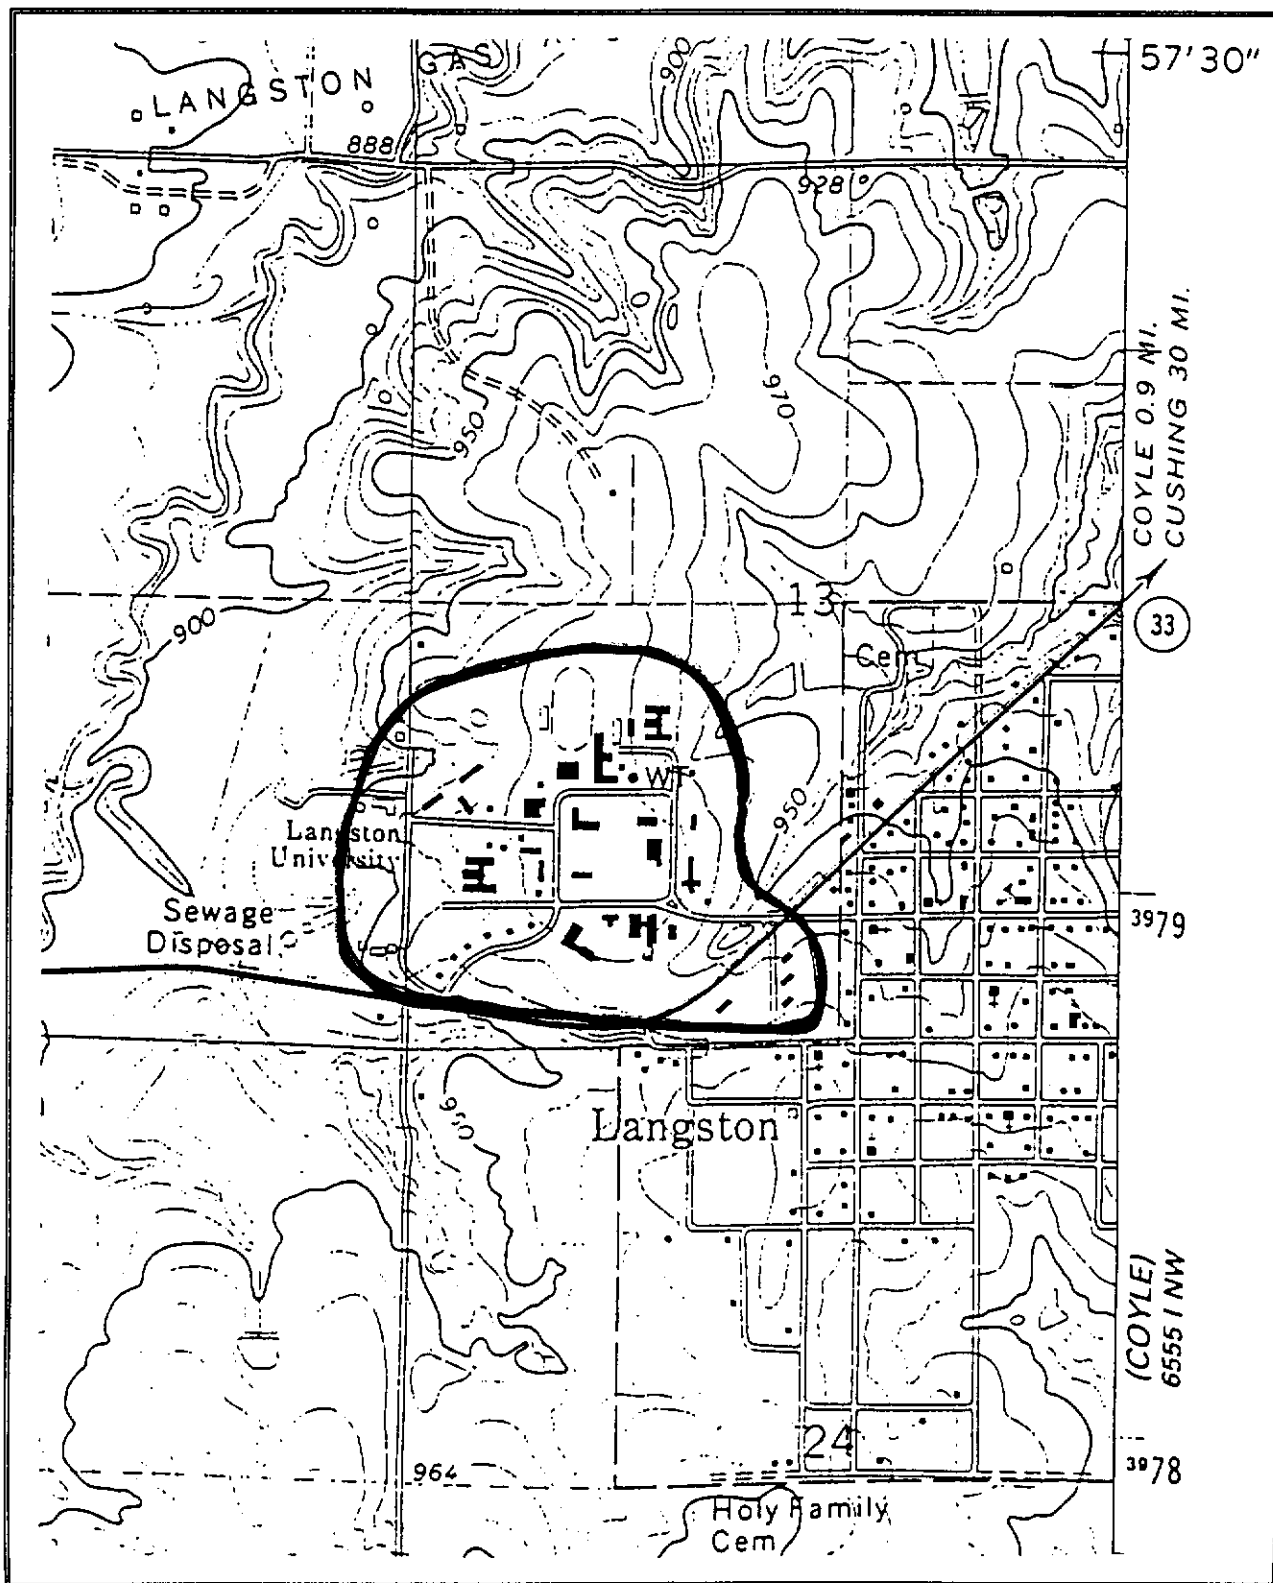 57'30"
LANGSTON GAS
900
888
928
COYLE 0.9 MI.
CUSHING 30 MI.
970
950
13
33
900
Cem
WT
950
Langston
University
Sewage
Disposal
3979
950
Langston
(COYLE)
6555 I NW
24
964
3978
Holy Family
Cem